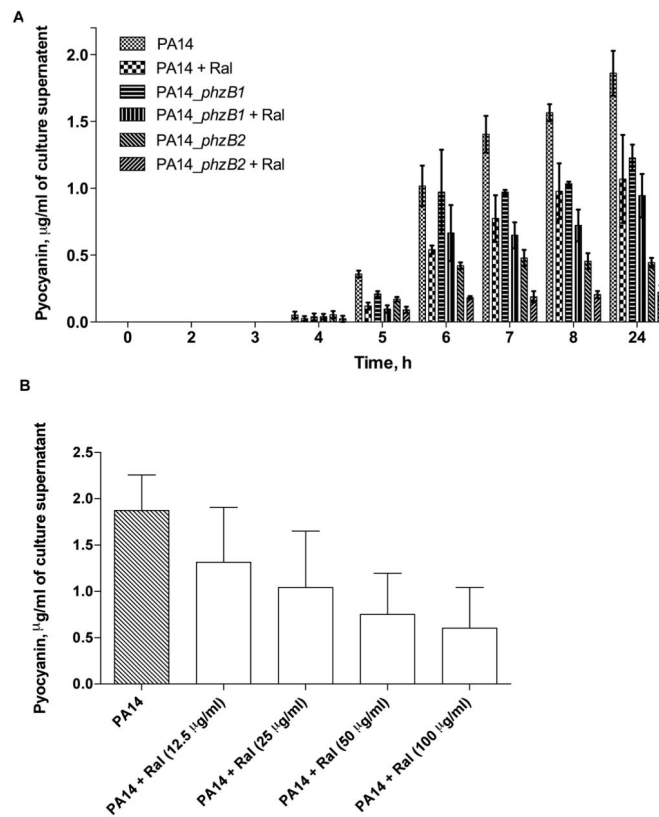 A
PA14
PA14 + Ral
PA14_phzB1
PA14_phzB1 + Ral
PA14_phzB2
PA14_phzB2 + Ral
Pyocyanin, µg/ml of culture supernatent
2.0
1.5
1.0
0.5
0.0
0 2 3 4 5 6 7 8 24
Time, h
B
Pyocyanin, µg/ml of culture supernatant
2.5
2.0
1.5
1.0
0.5
0.0
PA14
PA14 + Ral (12.5 µg/ml)
PA14 + Ral (25 µg/ml)
PA14 + Ral (50 µg/ml)
PA14 + Ral (100 µg/ml)